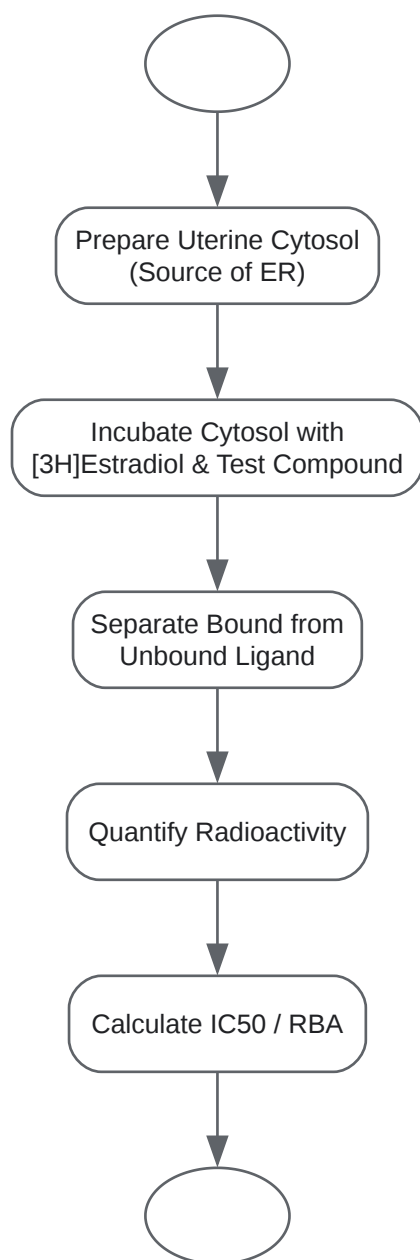 Prepare Uterine Cytosol
(Source of ER)
Incubate Cytosol with
[3H]Estradiol & Test Compound
Separate Bound from
Unbound Ligand
Quantify Radioactivity
Calculate IC50 / RBA